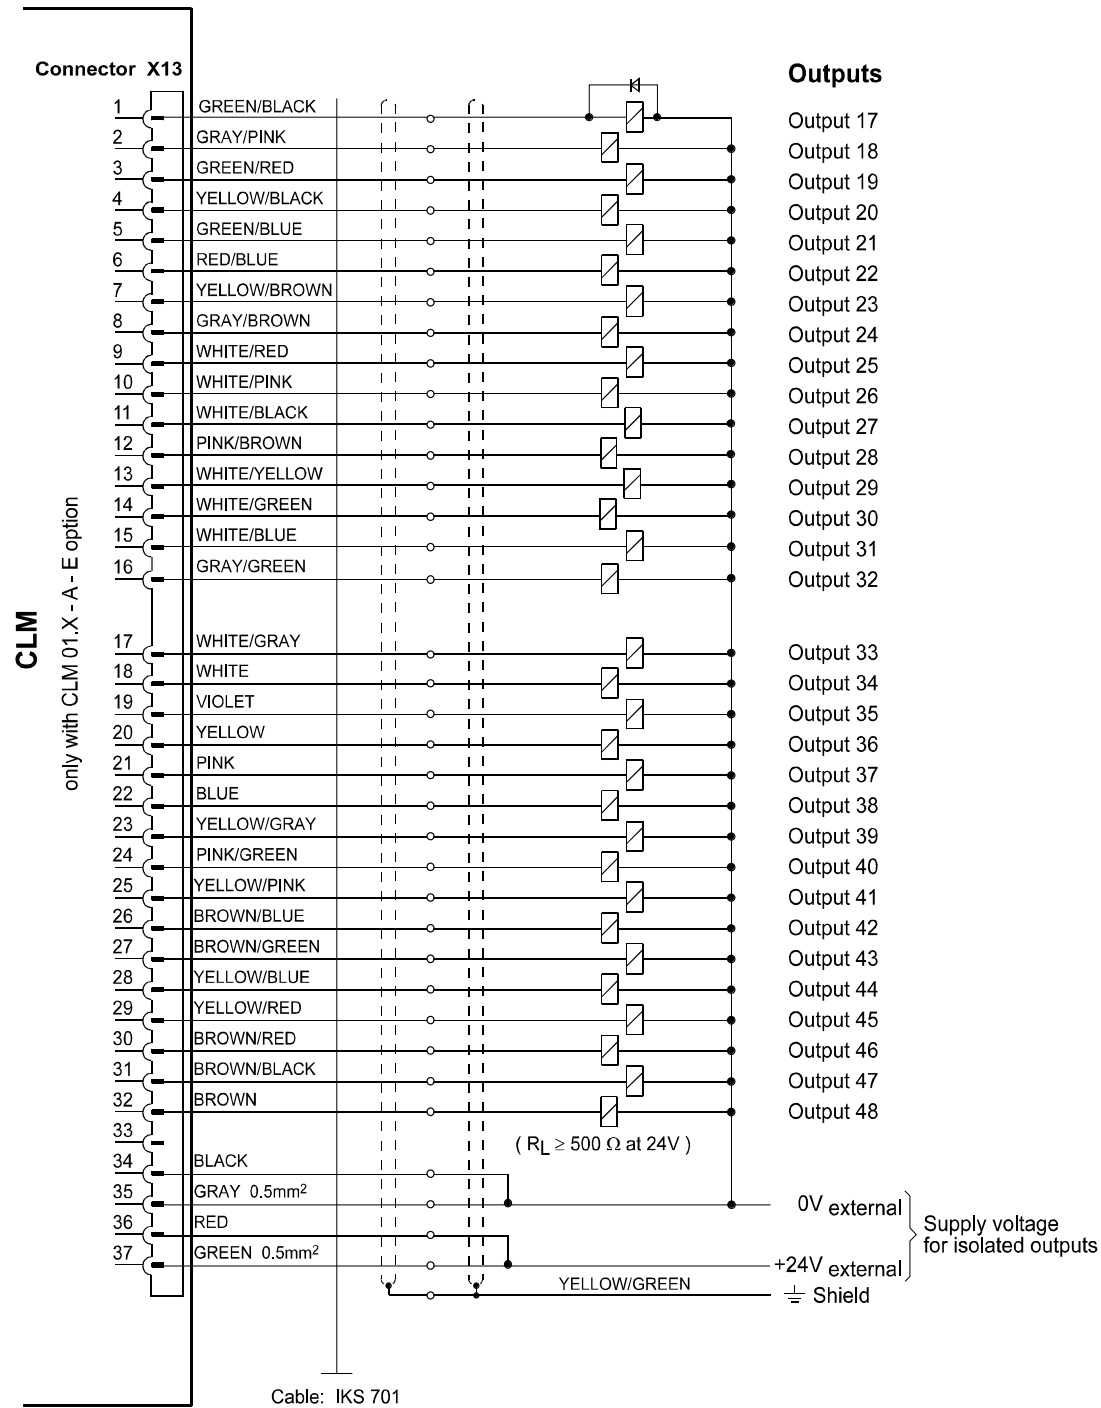 Connector X13
Outputs
1 GREEN/BLACK Output 17
2 GRAY/PINK Output 18
3 GREEN/RED Output 19
4 YELLOW/BLACK Output 20
5 GREEN/BLUE Output 21
6 RED/BLUE Output 22
7 YELLOW/BROWN Output 23
8 GRAY/BROWN Output 24
9 WHITE/RED Output 25
10 WHITE/PINK Output 26
11 WHITE/BLACK Output 27
12 PINK/BROWN Output 28
13 WHITE/YELLOW Output 29
14 WHITE/GREEN Output 30
15 WHITE/BLUE Output 31
16 GRAY/GREEN Output 32
CLM
only with CLM 01.X - A - E option
17 WHITE/GRAY Output 33
18 WHITE Output 34
19 VIOLET Output 35
20 YELLOW Output 36
21 PINK Output 37
22 BLUE Output 38
23 YELLOW/GRAY Output 39
24 PINK/GREEN Output 40
25 YELLOW/PINK Output 41
26 BROWN/BLUE Output 42
27 BROWN/GREEN Output 43
28 YELLOW/BLUE Output 44
29 YELLOW/RED Output 45
30 BROWN/RED Output 46
31 BROWN/BLACK Output 47
32 BROWN Output 48
33
( RL ≥ 500 Ω at 24V )
34 BLACK
35 GRAY 0.5mm² 0V external
36 RED
Supply voltage
for isolated outputs
37 GREEN 0.5mm² +24V external
YELLOW/GREEN Shield
Cable: IKS 701